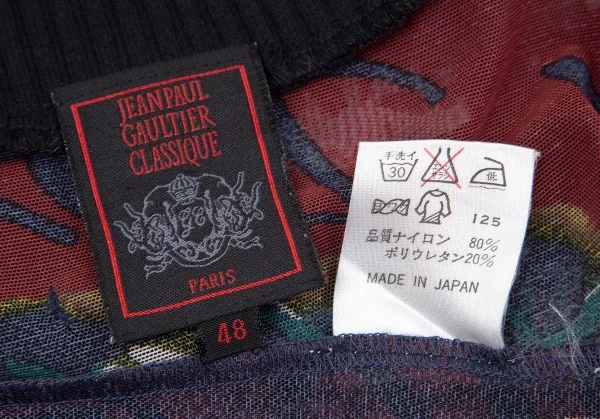 JEAN PAUL
GAULTIER
CLASSIQUE
PARIS
48
手洗イ
30
低
125
品質ナイロン 80%
ポリウレタン20%
MADE IN JAPAN